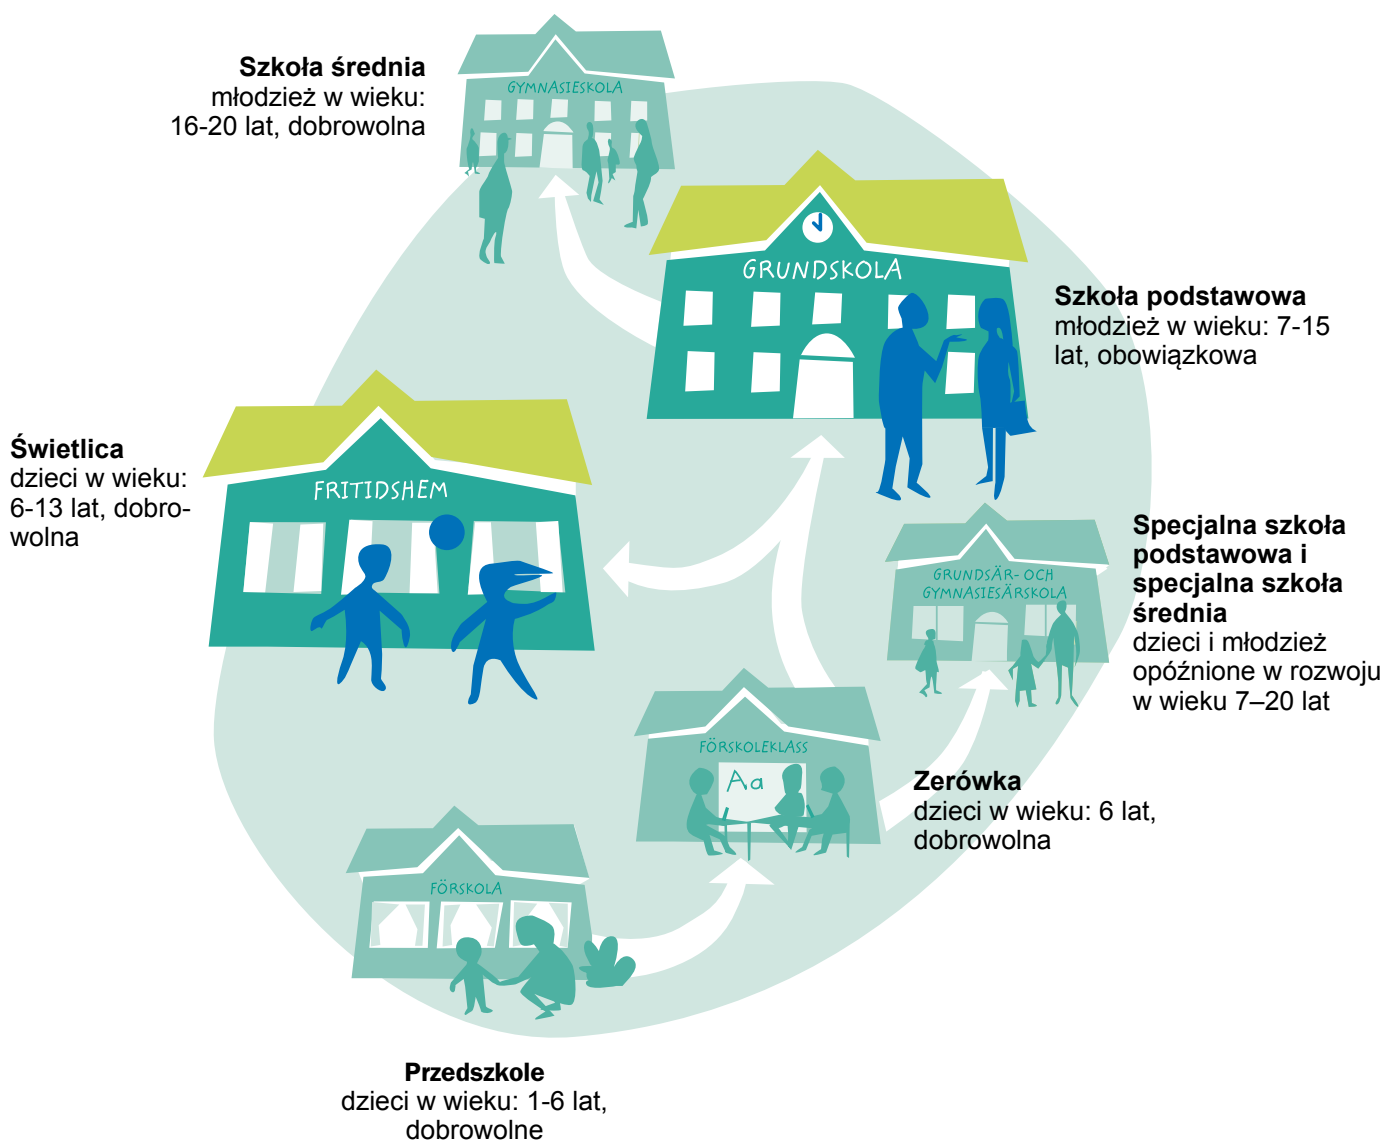 Szkoła średnia
młodzież w wieku:
16-20 lat, dobrowolna
GYMNASIESKOLA
GRUNDSKOLA
Szkoła podstawowa
młodzież w wieku: 7-15
lat, obowiązkowa
Świetlica
dzieci w wieku:
6-13 lat, dobro-
wolna
FRITIDSHEM
GRUNDSÄR- OCH
GYMNASIESÄRSKOLA
Specjalna szkoła
podstawowa i
specjalna szkoła
średnia
dzieci i młodzież
opóźnione w rozwoju
w wieku 7–20 lat
FÖRSKOLEKLASS
Aa
Zerówka
dzieci w wieku: 6 lat,
dobrowolna
FÖRSKOLA
Przedszkole
dzieci w wieku: 1-6 lat,
dobrowolne